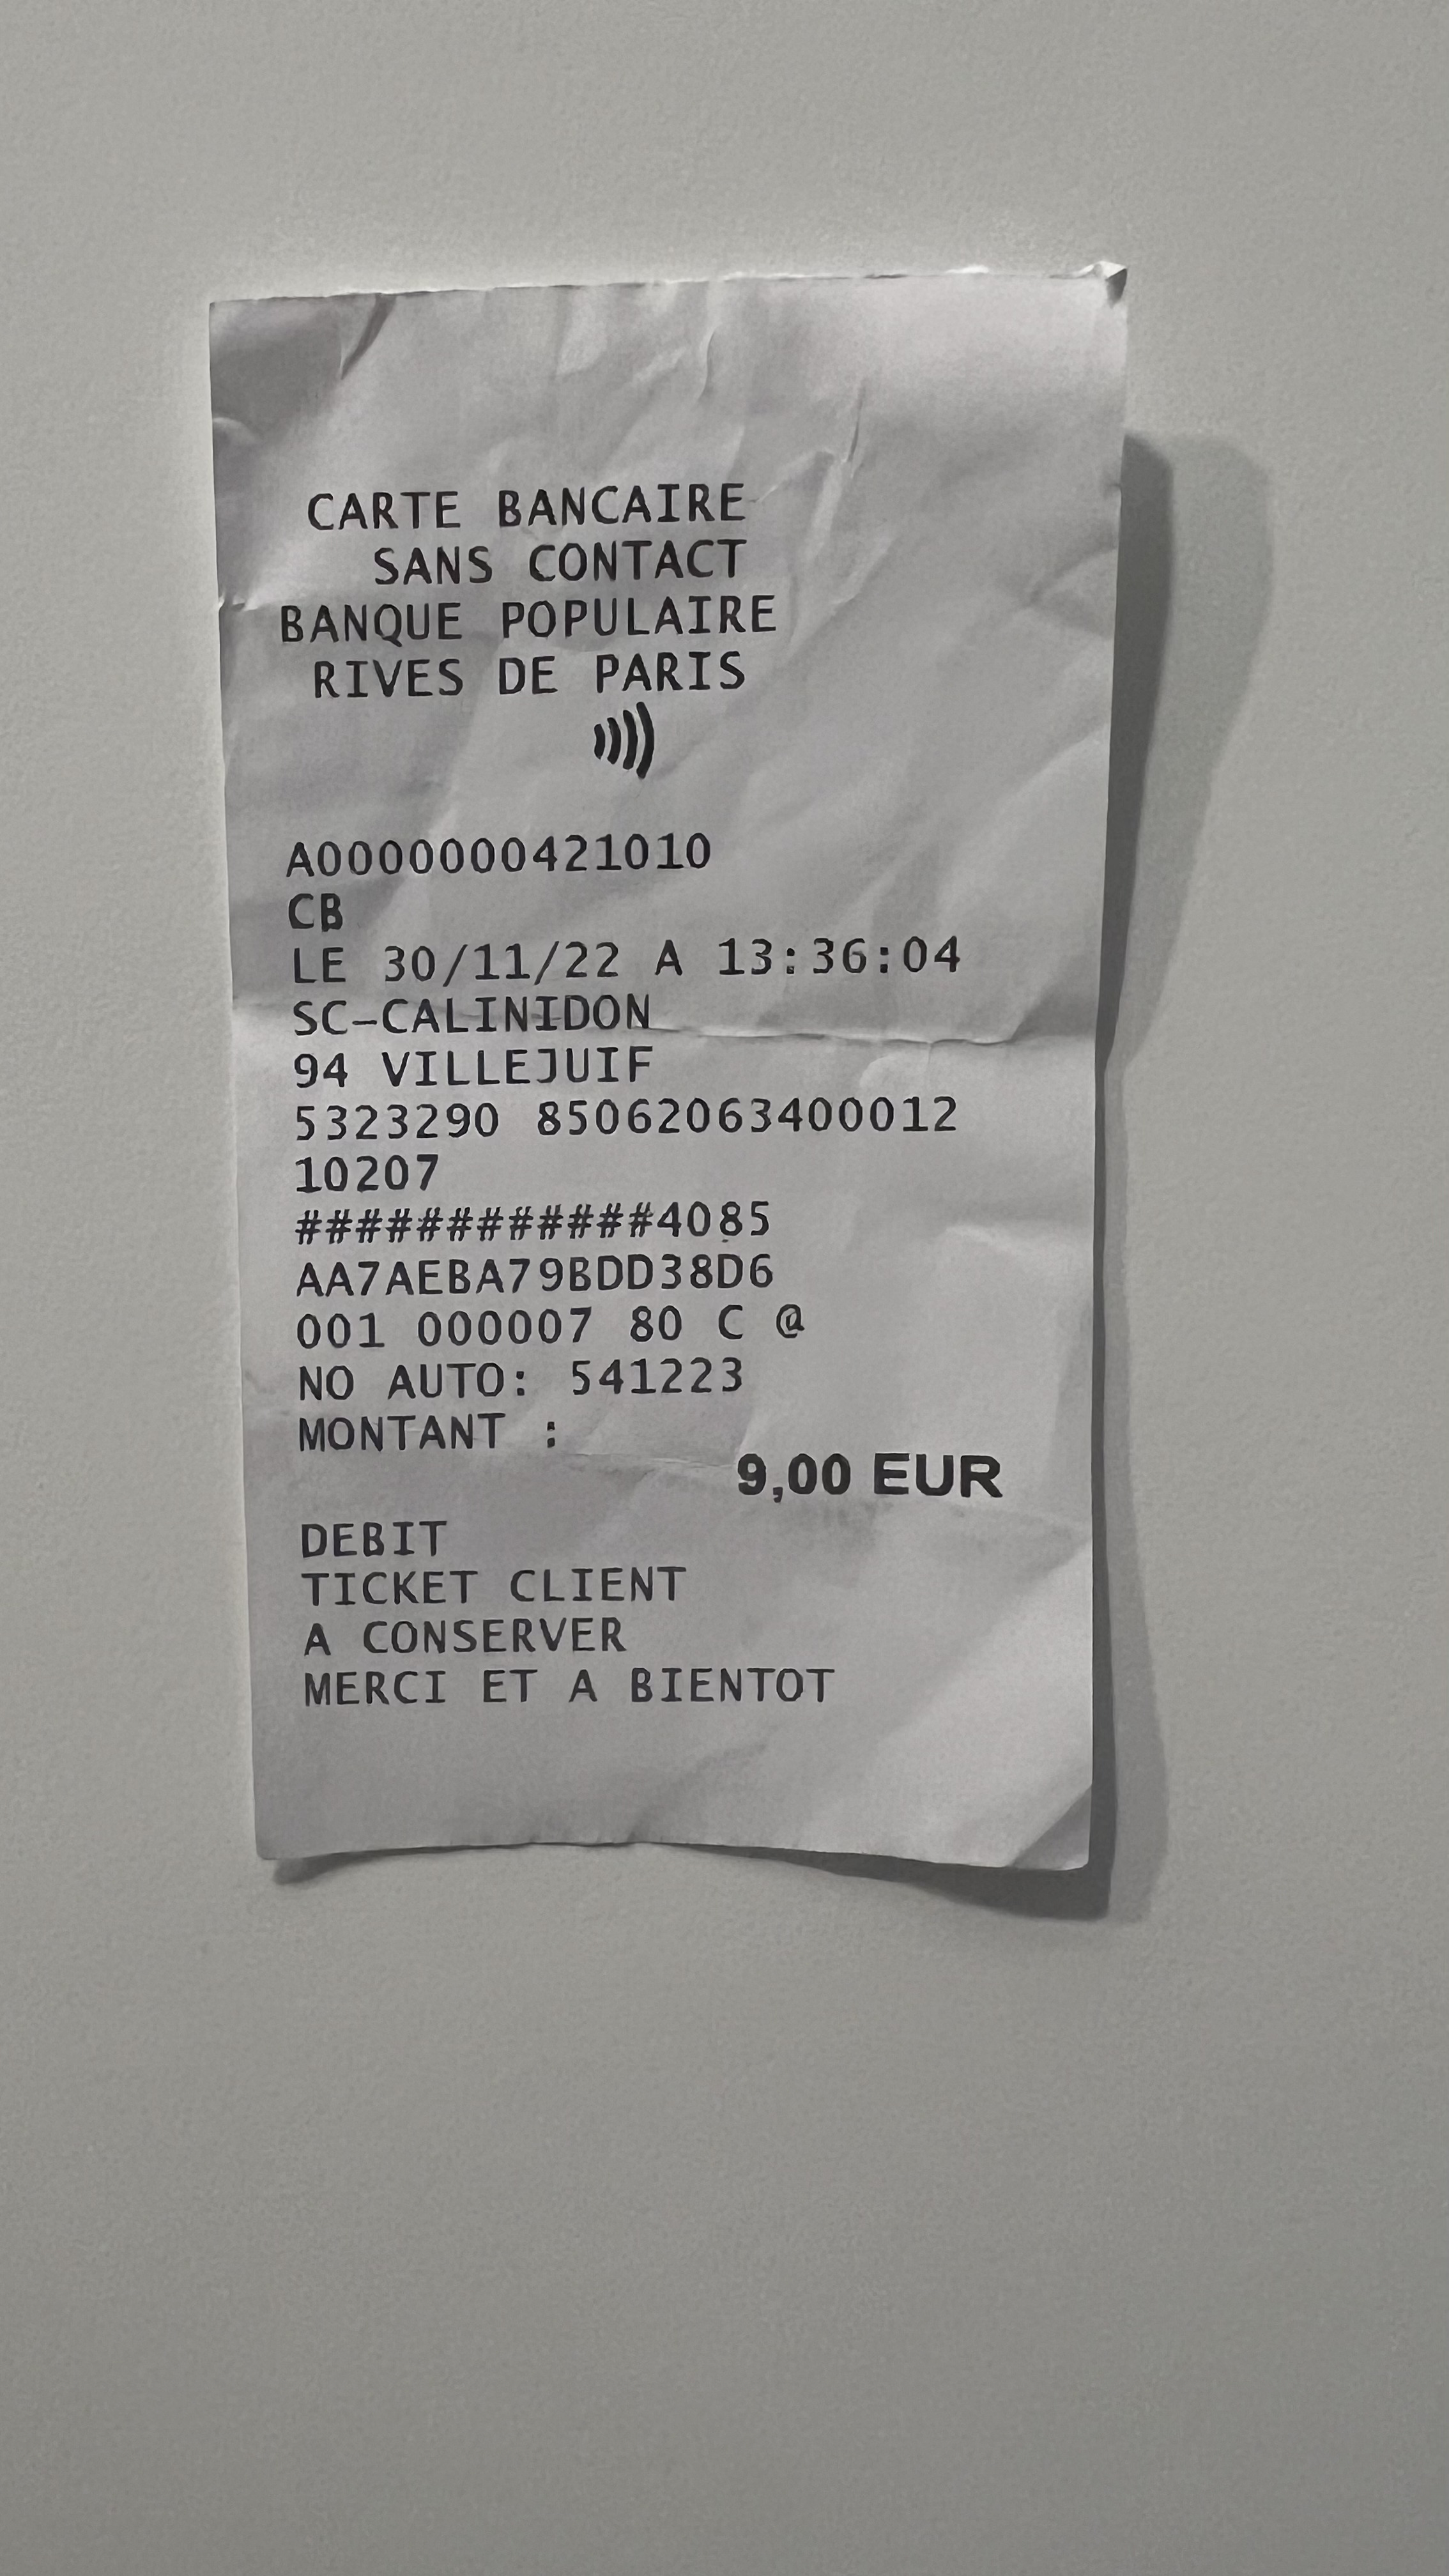 CARTE BANCAIRE
SANS CONTACT
BANQUE POPULAIRE
RIVES DE PARIS
A0000000421010
CB
LE 30/11/22 A 13:36:04
SC-CALINIDON
94 VILLEJUIF
5323290 85062063400012
10207
############4085
AA7AEBA79BDD38D6
001 000007 80 C @
NO AUTO: 541223
MONTANT :
9,00 EUR
DEBIT
TICKET CLIENT
A CONSERVER
MERCI ET A BIENTOT